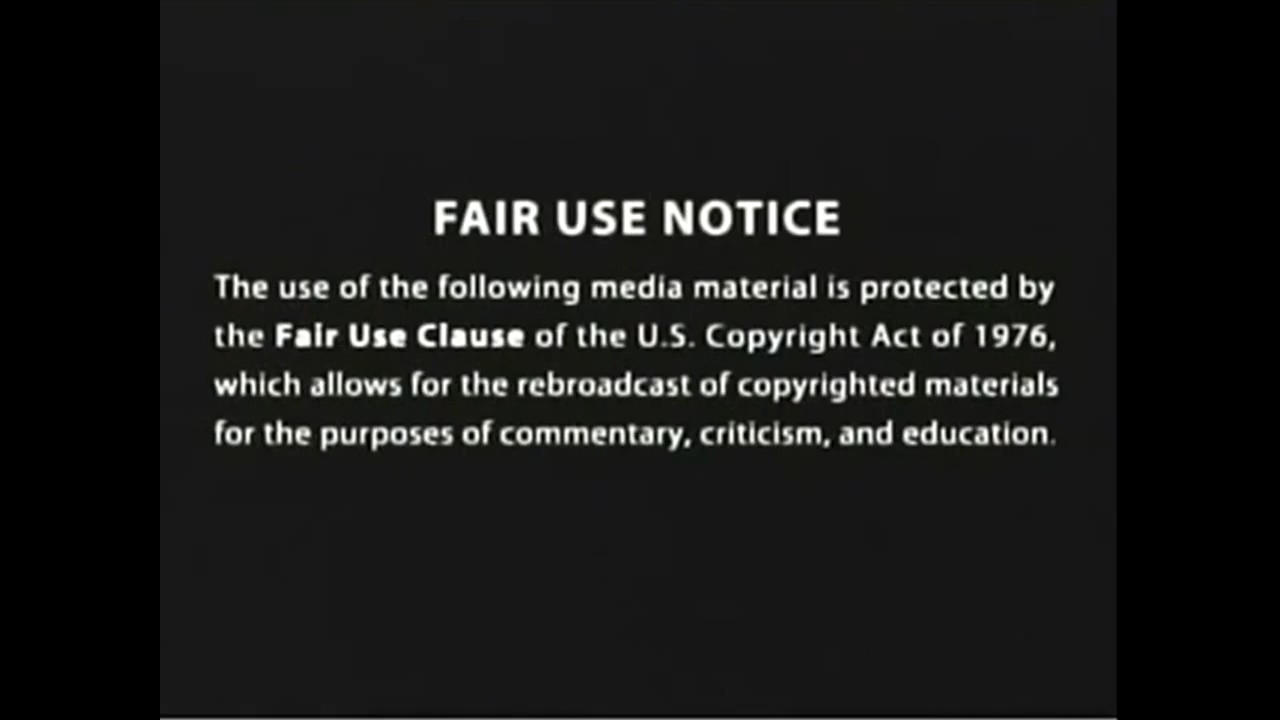 FAIR USE NOTICE
The use of the following media material is protected by
the Fair Use Clause of the U.S. Copyright Act of 1976,
which allows for the rebroadcast of copyrighted materials
for the purposes of commentary, criticism, and education.